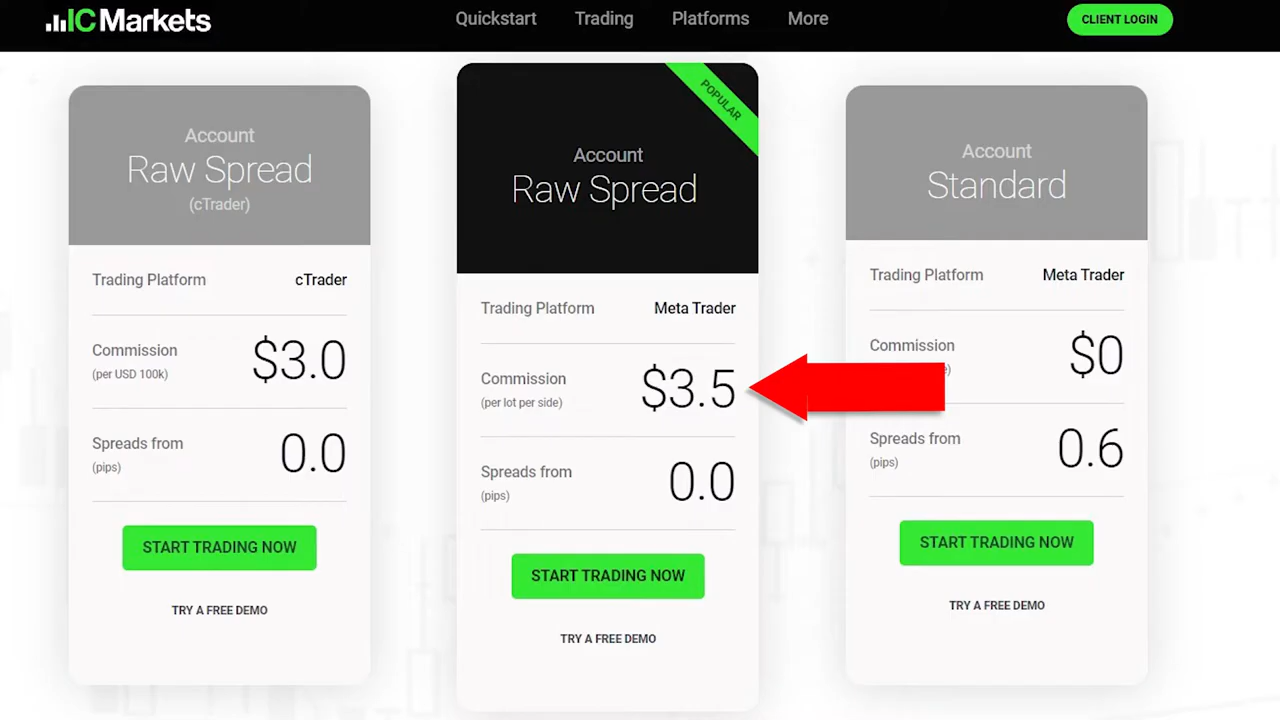 IC Markets
Quickstart
Trading
Platforms
More
CLIENT LOGIN
Account
Raw Spread
(cTrader)
Trading Platform
cTrader
Commission
(per USD 100k)
$3.0
Spreads from
(pips)
0.0
START TRADING NOW
TRY A FREE DEMO
POPULAR
Account
Raw Spread
Trading Platform
Meta Trader
Commission
(per lot per side)
$3.5
Spreads from
(pips)
0.0
START TRADING NOW
TRY A FREE DEMO
Account
Standard
Trading Platform
Meta Trader
Commission
$0
Spreads from
(pips)
0.6
START TRADING NOW
TRY A FREE DEMO